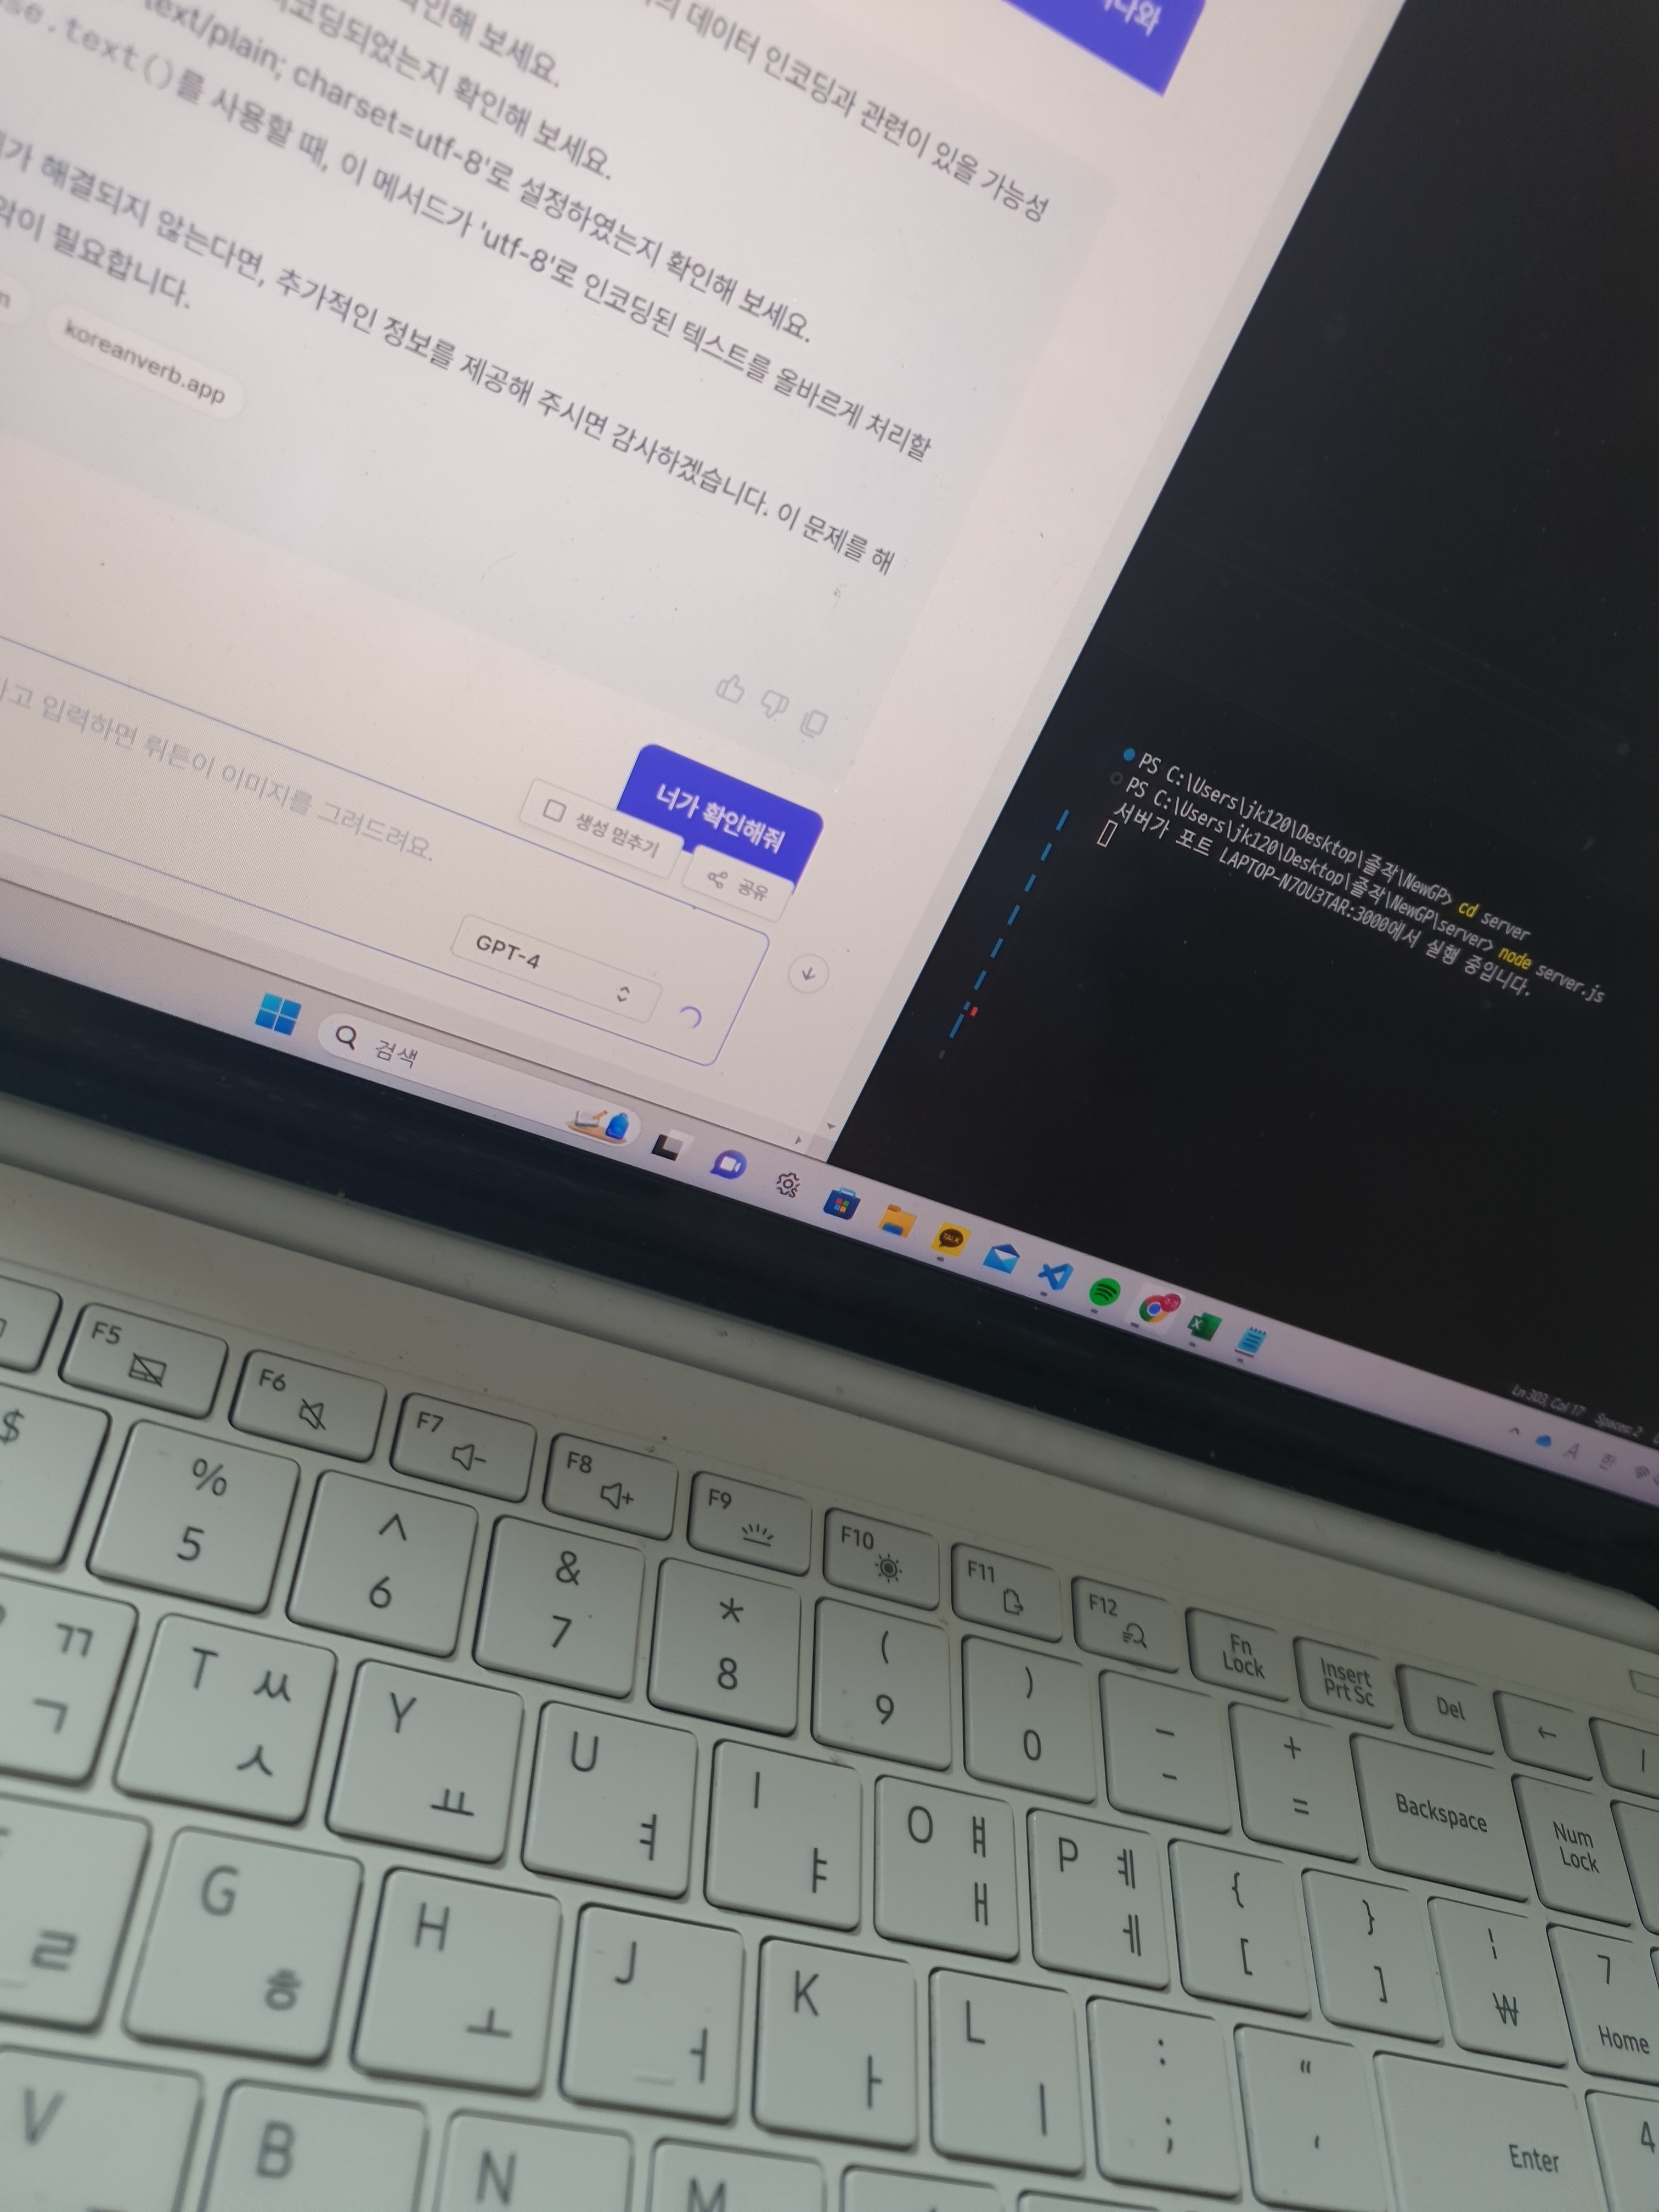 나와
의 데이터 인코딩과 관련이 있을 가능성
확인해 보세요.
인코딩되었는지 확인해 보세요.
text/plain; charset=utf-8'로 설정하였는지 확인해 보세요.
se.text()를 사용할 때, 이 메서드가 'utf-8'로 인코딩된 텍스트를 올바르게 처리할
가 해결되지 않는다면, 추가적인 정보를 제공해 주시면 감사하겠습니다. 이 문제를 해
악이 필요합니다.
koreanverb.app
너가 확인해줘
생성 멈추기
공유
하고 입력하면 뤼튼이 이미지를 그려드려요.
GPT-4
검색
PS C:\Users\jk120\Desktop\졸작\NewGP> cd server
PS C:\Users\jk120\Desktop\졸작\NewGP\server> node server.js
서버가 포트 LAPTOP-N7OU3TAR:3000에서 실행 중입니다.
Ln 303, Col 17 Spaces: 2
A 한
F5 F6 F7 F8 F9 F10 F11 F12 Fn Lock Insert Prt Sc Del ←
$ % 5 ^ 6 & 7 * 8 ( 9 ) 0 _ - + = Backspace Num Lock /
ㄲ ㄱ T ㅆ ㅅ Y ㅛ U ㅕ I ㅑ O ㅒ ㅐ P ㅖ ㅔ { [ } ] ¦ ₩ 7 Home
ㄹ G ㅎ H ㅗ J ㅓ K ㅏ L ㅣ : ; " ' Enter 4
V B N M